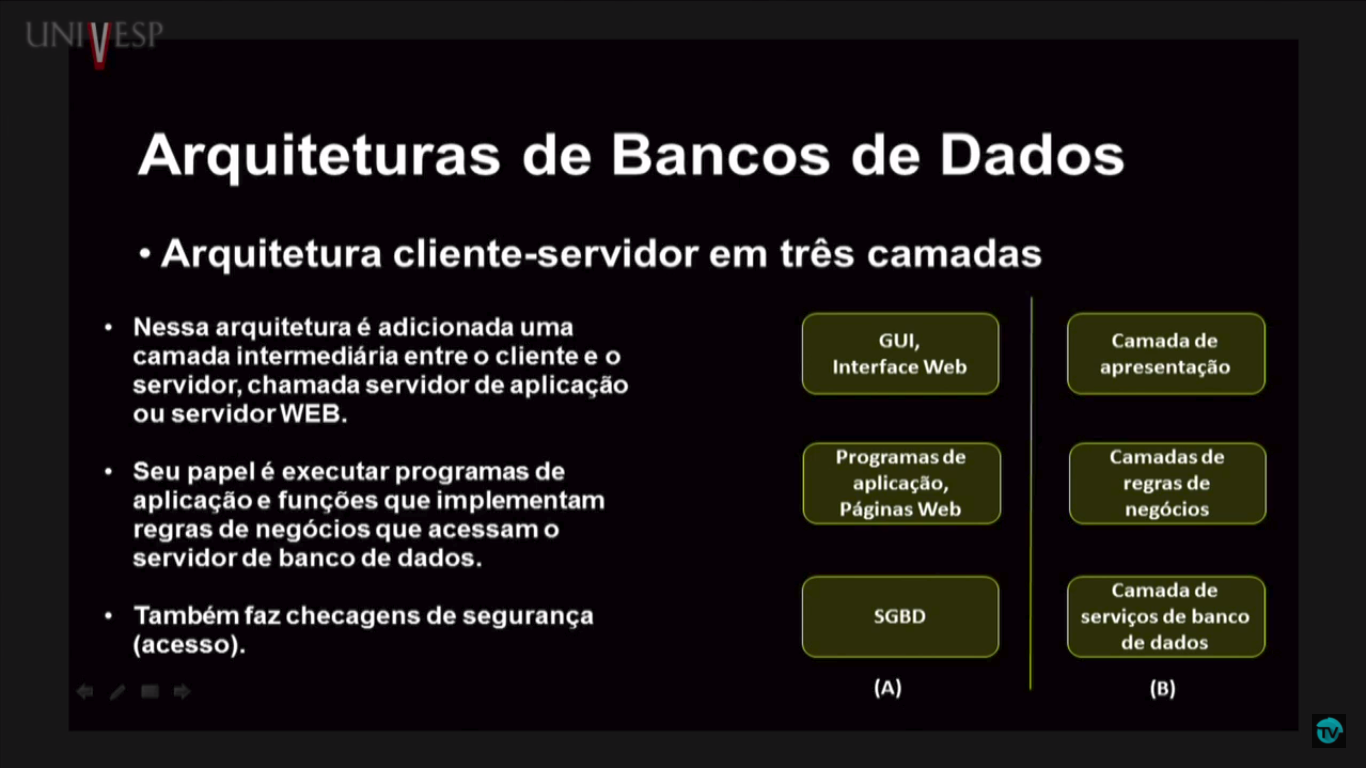 UNIVESP
Arquiteturas de Bancos de Dados
• Arquitetura cliente-servidor em três camadas
• Nessa arquitetura é adicionada uma
camada intermediária entre o cliente e o
servidor, chamada servidor de aplicação
ou servidor WEB.
• Seu papel é executar programas de
aplicação e funções que implementam
regras de negócios que acessam o
servidor de banco de dados.
• Também faz checagens de segurança
(acesso).
GUI,
Interface Web
Programas de
aplicação,
Páginas Web
SGBD
(A)
Camada de
apresentação
Camadas de
regras de
negócios
Camada de
serviços de banco
de dados
(B)
TV